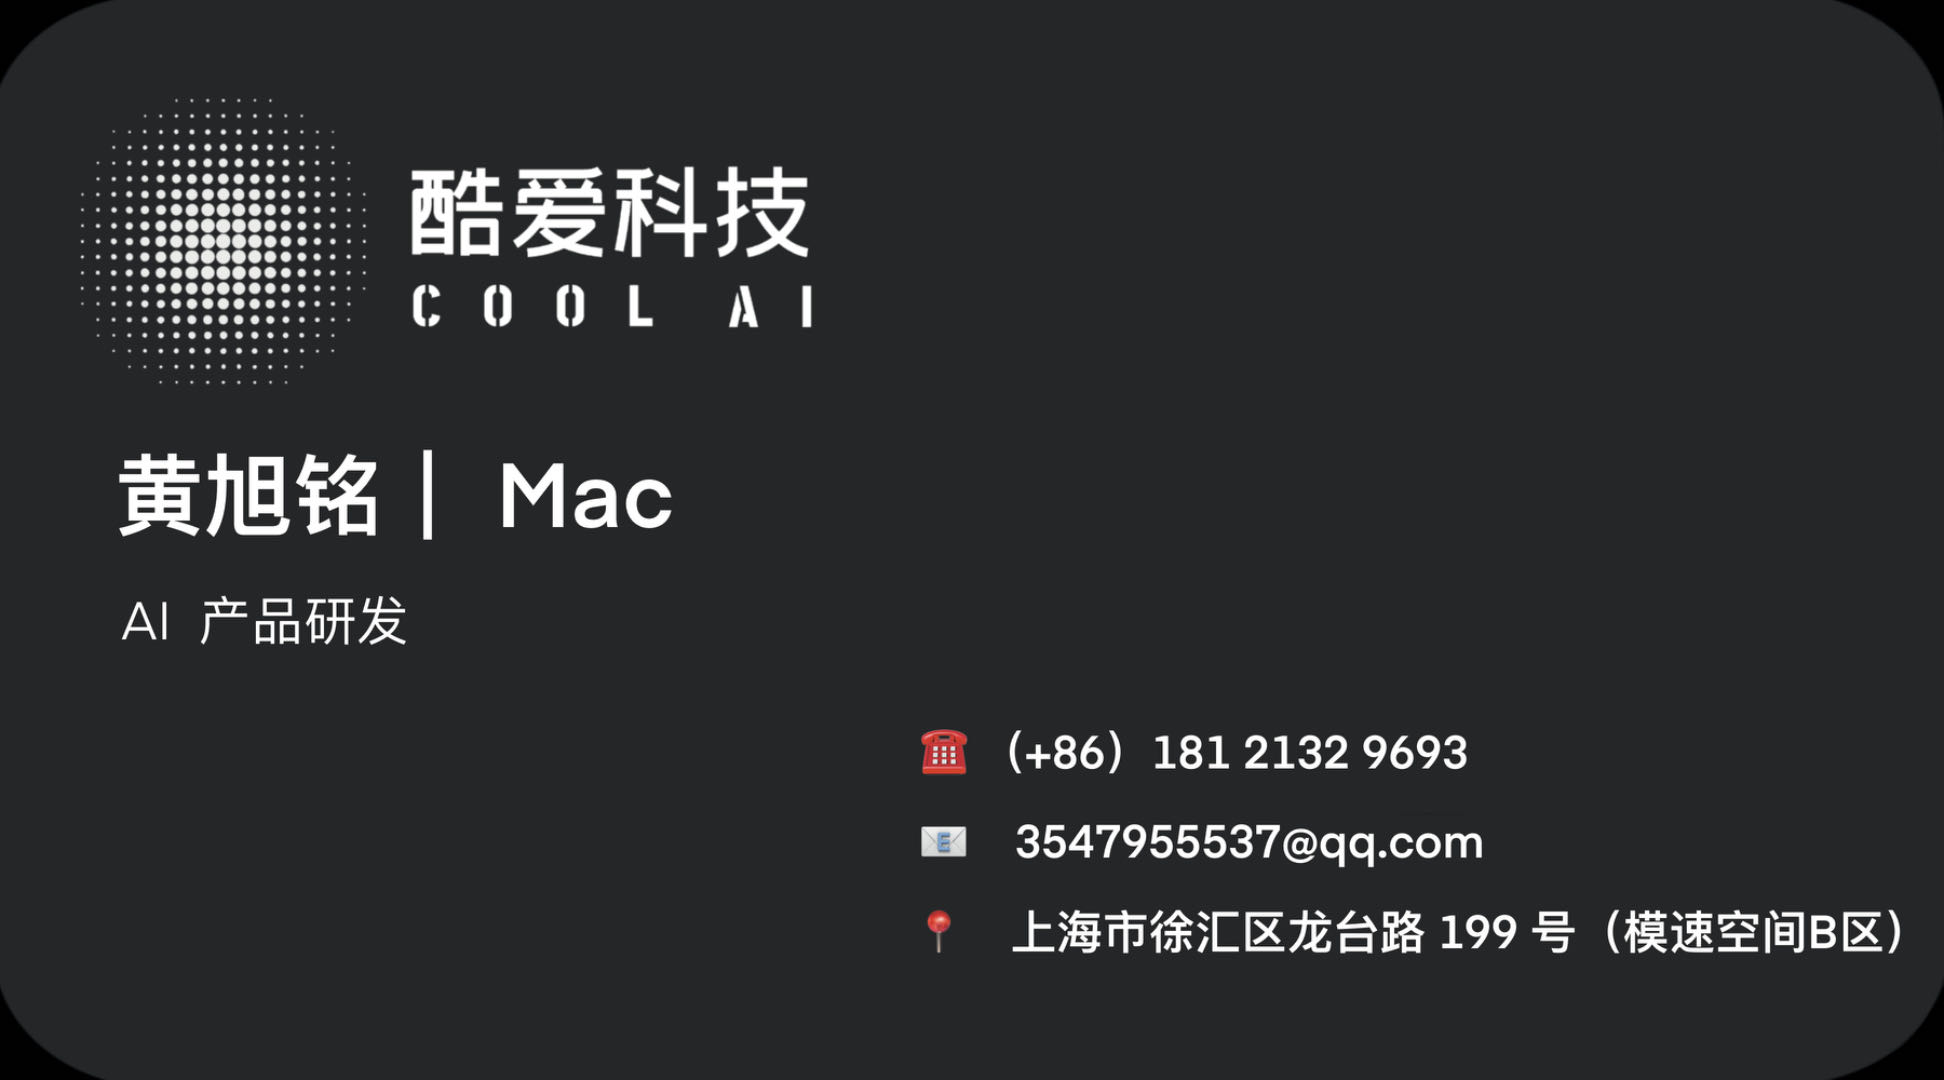 酷爱科技
COOL AI
黄旭铭｜ Mac
AI 产品研发
（+86）181 2132 9693
3547955537@qq.com
上海市徐汇区龙台路 199 号（模速空间B区）